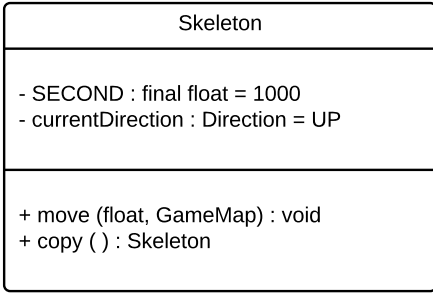 Skeleton
- SECOND : final float = 1000
- currentDirection : Direction = UP
+ move (float, GameMap) : void
+ copy ( ) : Skeleton